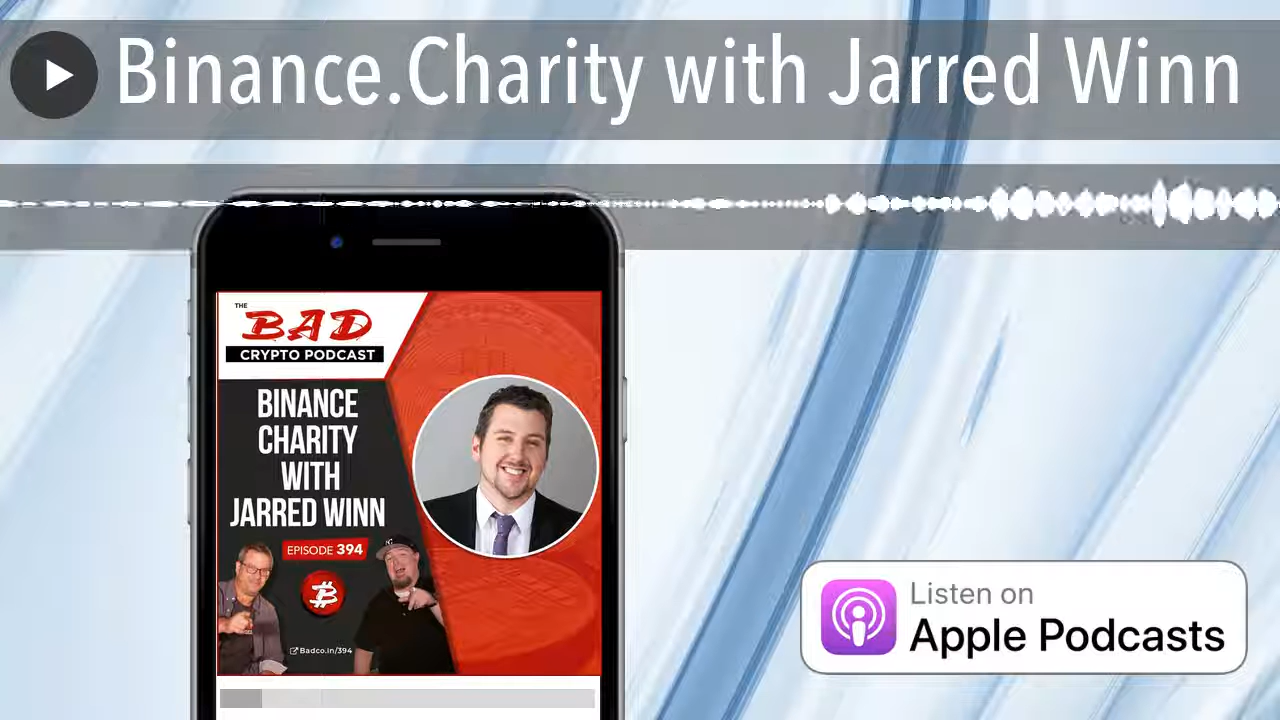 Binance.Charity with Jarred Winn
THE
BAD
CRYPTO PODCAST
BINANCE
CHARITY
WITH
JARRED WINN
EPISODE 394
Badco.in/394
Listen on
Apple Podcasts